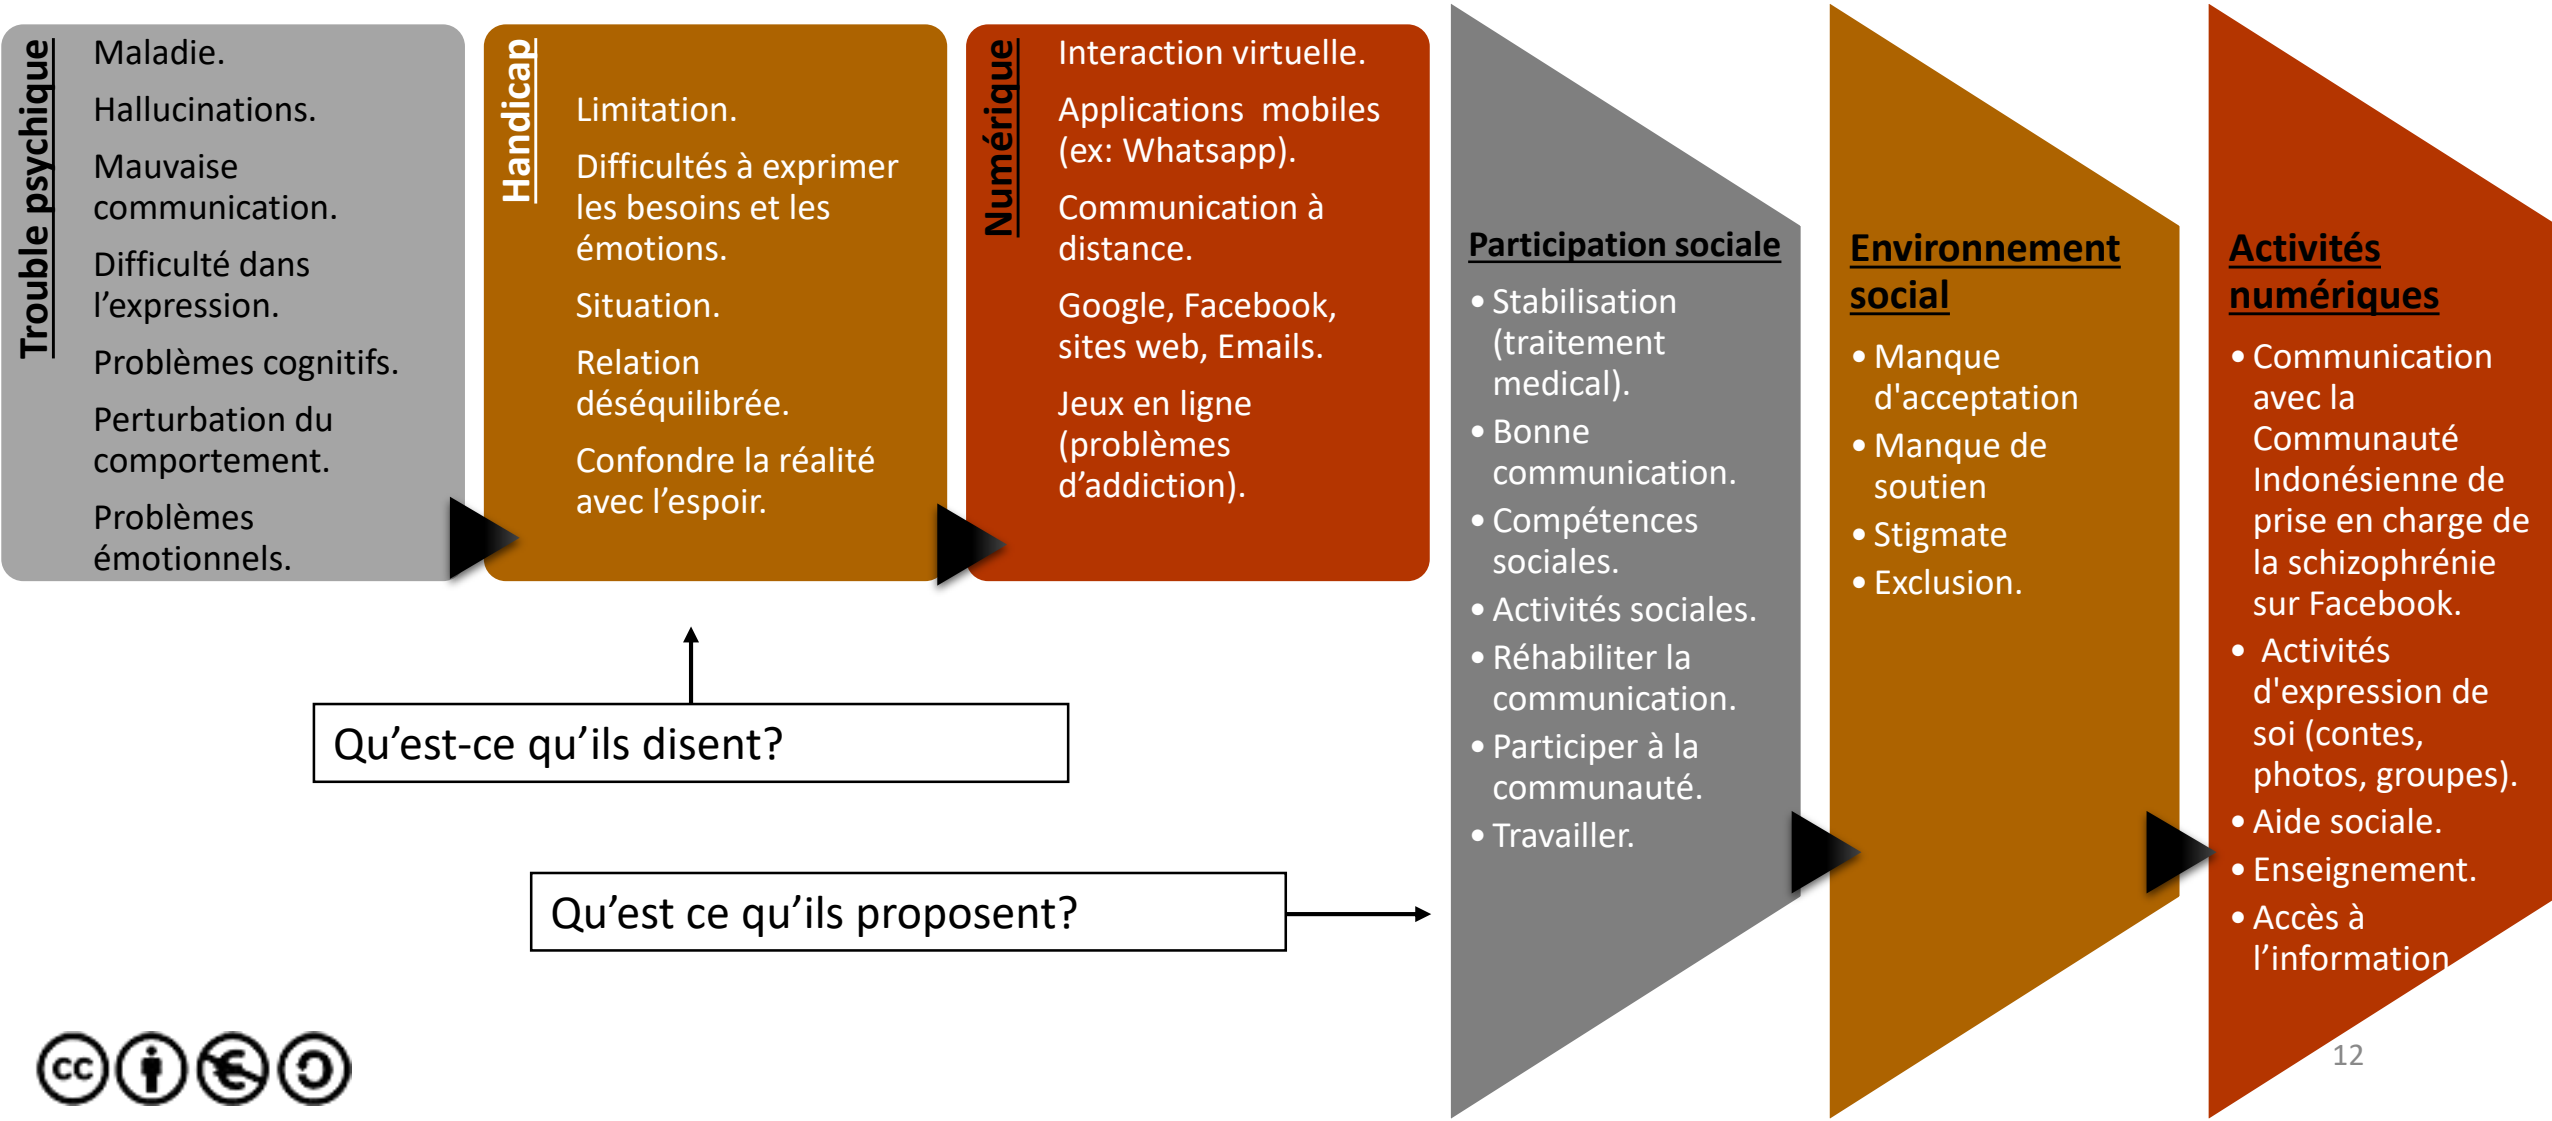 Trouble psychique
Maladie.
Hallucinations.
Mauvaise
communication.
Difficulté dans
l’expression.
Problèmes cognitifs.
Perturbation du
comportement.
Problèmes
émotionnels.
Handicap
Limitation.
Difficultés à exprimer
les besoins et les
émotions.
Situation.
Relation
déséquilibrée.
Confondre la réalité
avec l’espoir.
Numérique
Interaction virtuelle.
Applications mobiles
(ex: Whatsapp).
Communication à
distance.
Google, Facebook,
sites web, Emails.
Jeux en ligne
(problèmes
d’addiction).
Qu’est-ce qu’ils disent?
Qu’est ce qu’ils proposent?
Participation sociale
• Stabilisation
(traitement
medical).
• Bonne
communication.
• Compétences
sociales.
• Activités sociales.
• Réhabiliter la
communication.
• Participer à la
communauté.
• Travailler.
Environnement
social
• Manque
d'acceptation
• Manque de
soutien
• Stigmate
• Exclusion.
Activités
numériques
• Communication
avec la
Communauté
Indonésienne de
prise en charge de
la schizophrénie
sur Facebook.
• Activités
d'expression de
soi (contes,
photos, groupes).
• Aide sociale.
• Enseignement.
• Accès à
l’information
cc
12